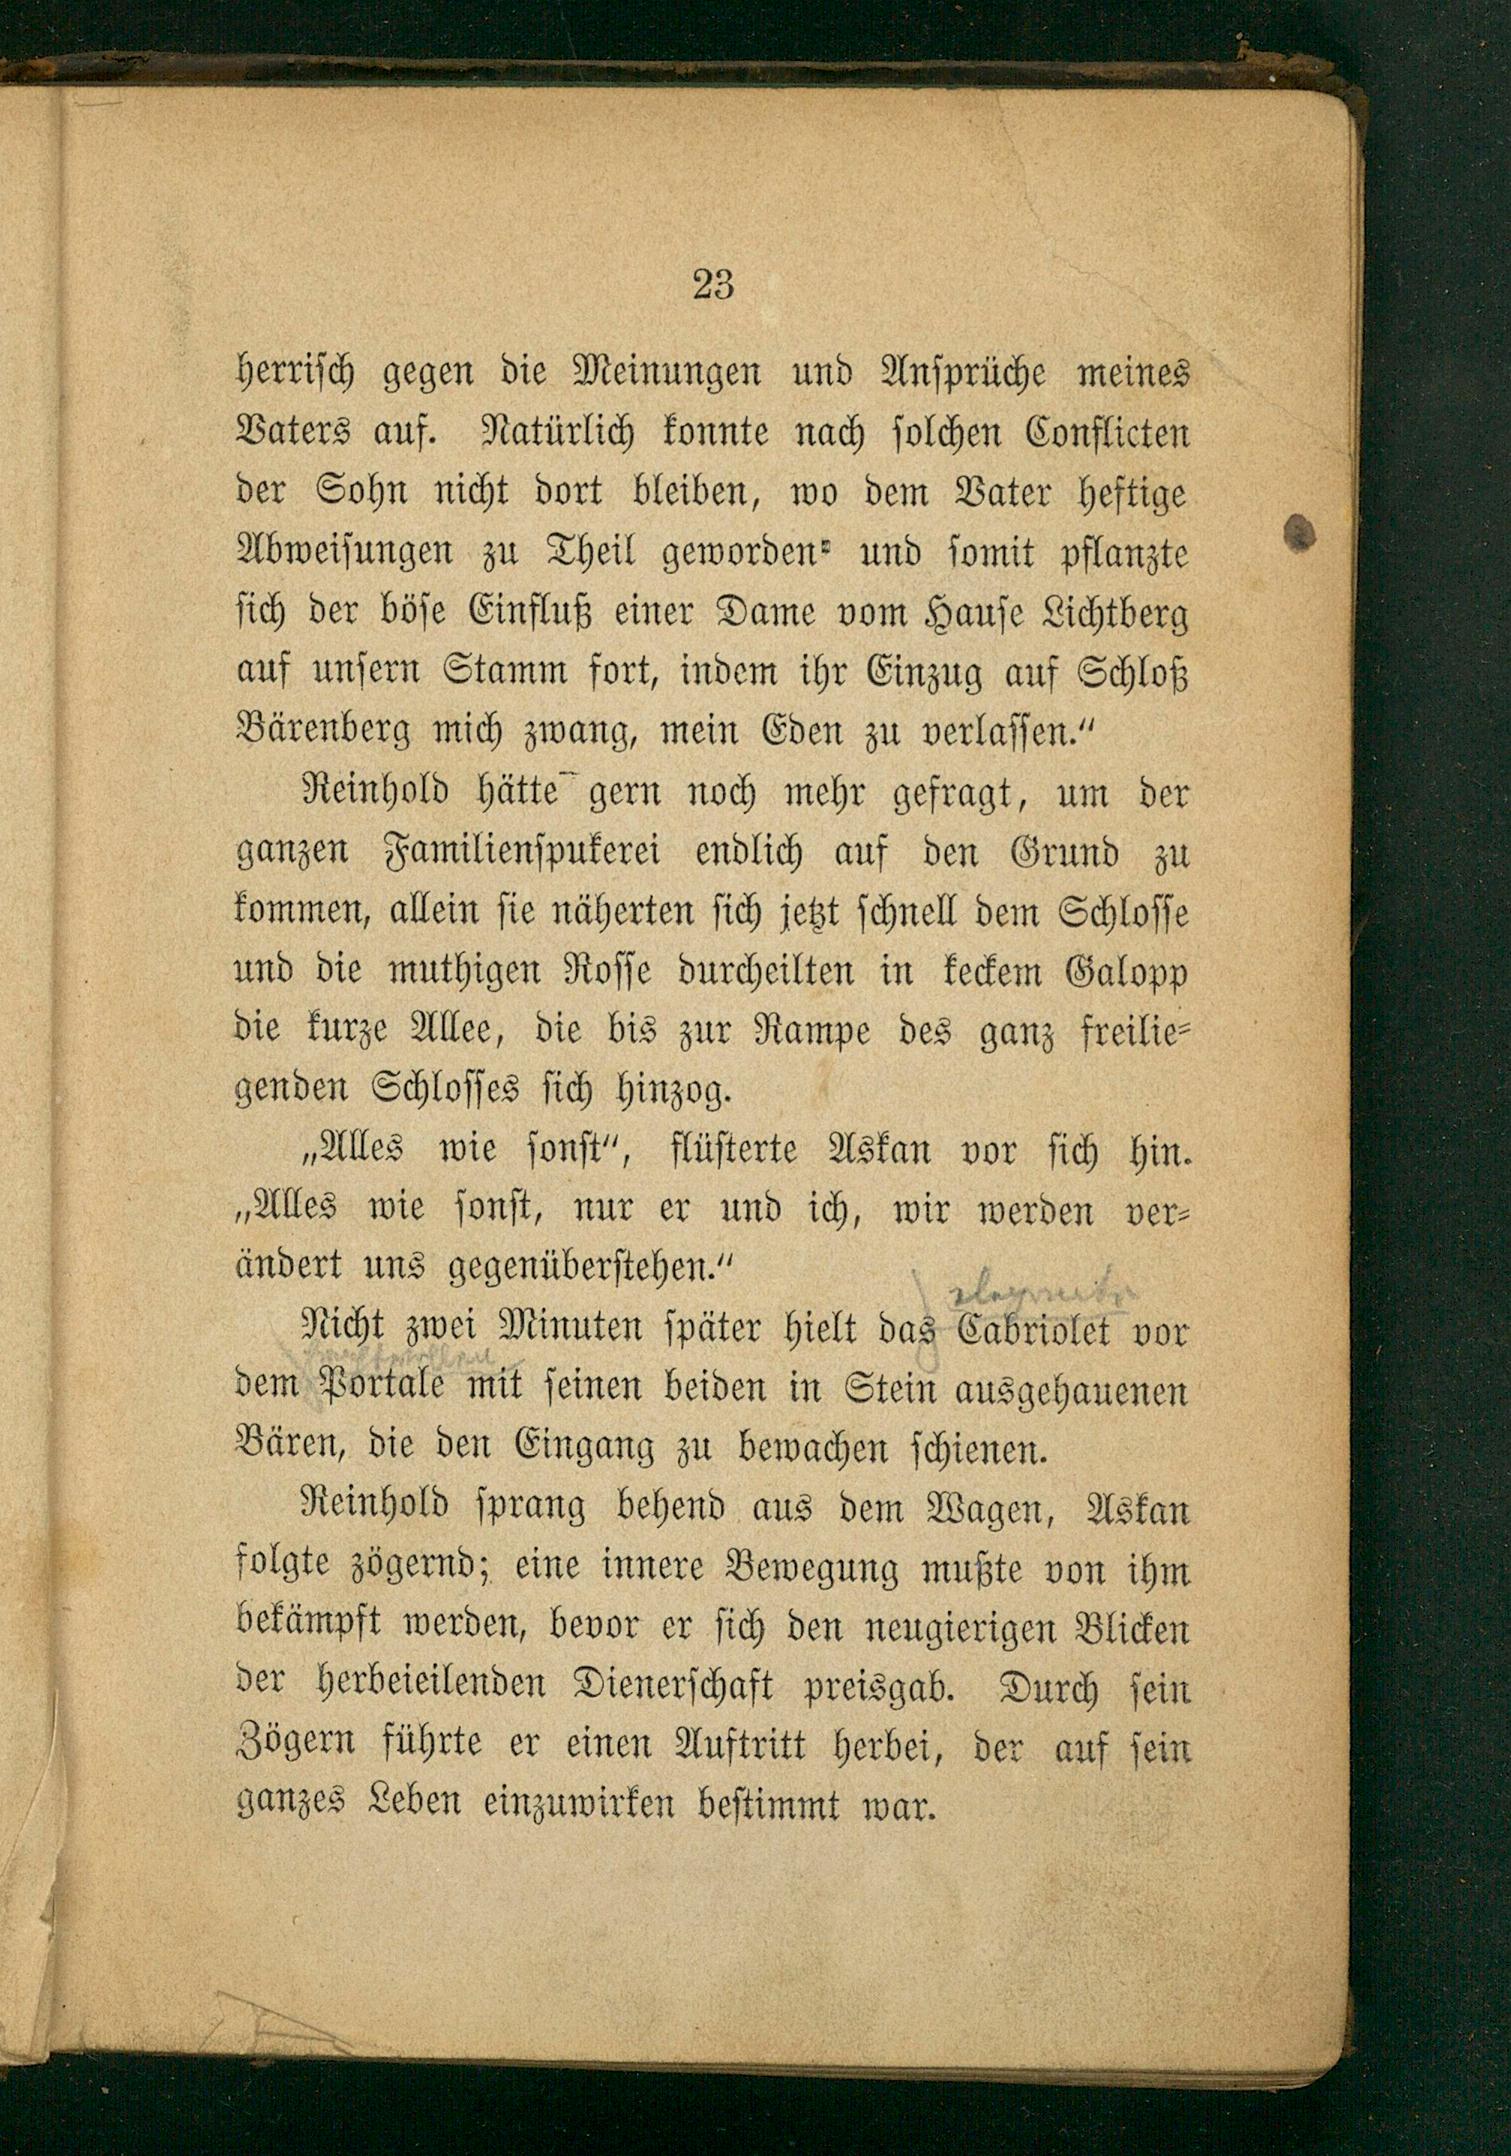 23
herrisch gegen die Meinungen und Ansprüche meines
Vaters auf. Natürlich konnte nach solchen Conflicten
der Sohn nicht dort bleiben, wo dem Vater heftige
Abweisungen zu Theil geworden⸗ und somit pflanzte
sich der böse Einfluß einer Dame vom Hause Lichtberg
auf unsern Stamm fort, indem ihr Einzug auf Schloß
Bärenberg mich zwang, mein Eden zu verlassen.“
Reinhold hätte gern noch mehr gefragt, um der
ganzen Familienspukerei endlich auf den Grund zu
kommen, allein sie näherten sich jetzt schnell dem Schlosse
und die muthigen Rosse durcheilten in keckem Galopp
die kurze Allee, die bis zur Rampe des ganz freilie⸗
genden Schlosses sich hinzog.
„Alles wie sonst“, flüsterte Askan vor sich hin.
„Alles wie sonst, nur er und ich, wir werden ver⸗
ändert uns gegenüberstehen.“
Nicht zwei Minuten später hielt das Cabriolet vor
dem Portale mit seinen beiden in Stein ausgehauenen
Bären, die den Eingang zu bewachen schienen.
Reinhold sprang behend aus dem Wagen, Askan
folgte zögernd; eine innere Bewegung mußte von ihm
bekämpft werden, bevor er sich den neugierigen Blicken
der herbeieilenden Dienerschaft preisgab. Durch sein
Zögern führte er einen Auftritt herbei, der auf sein
ganzes Leben einzuwirken bestimmt war.